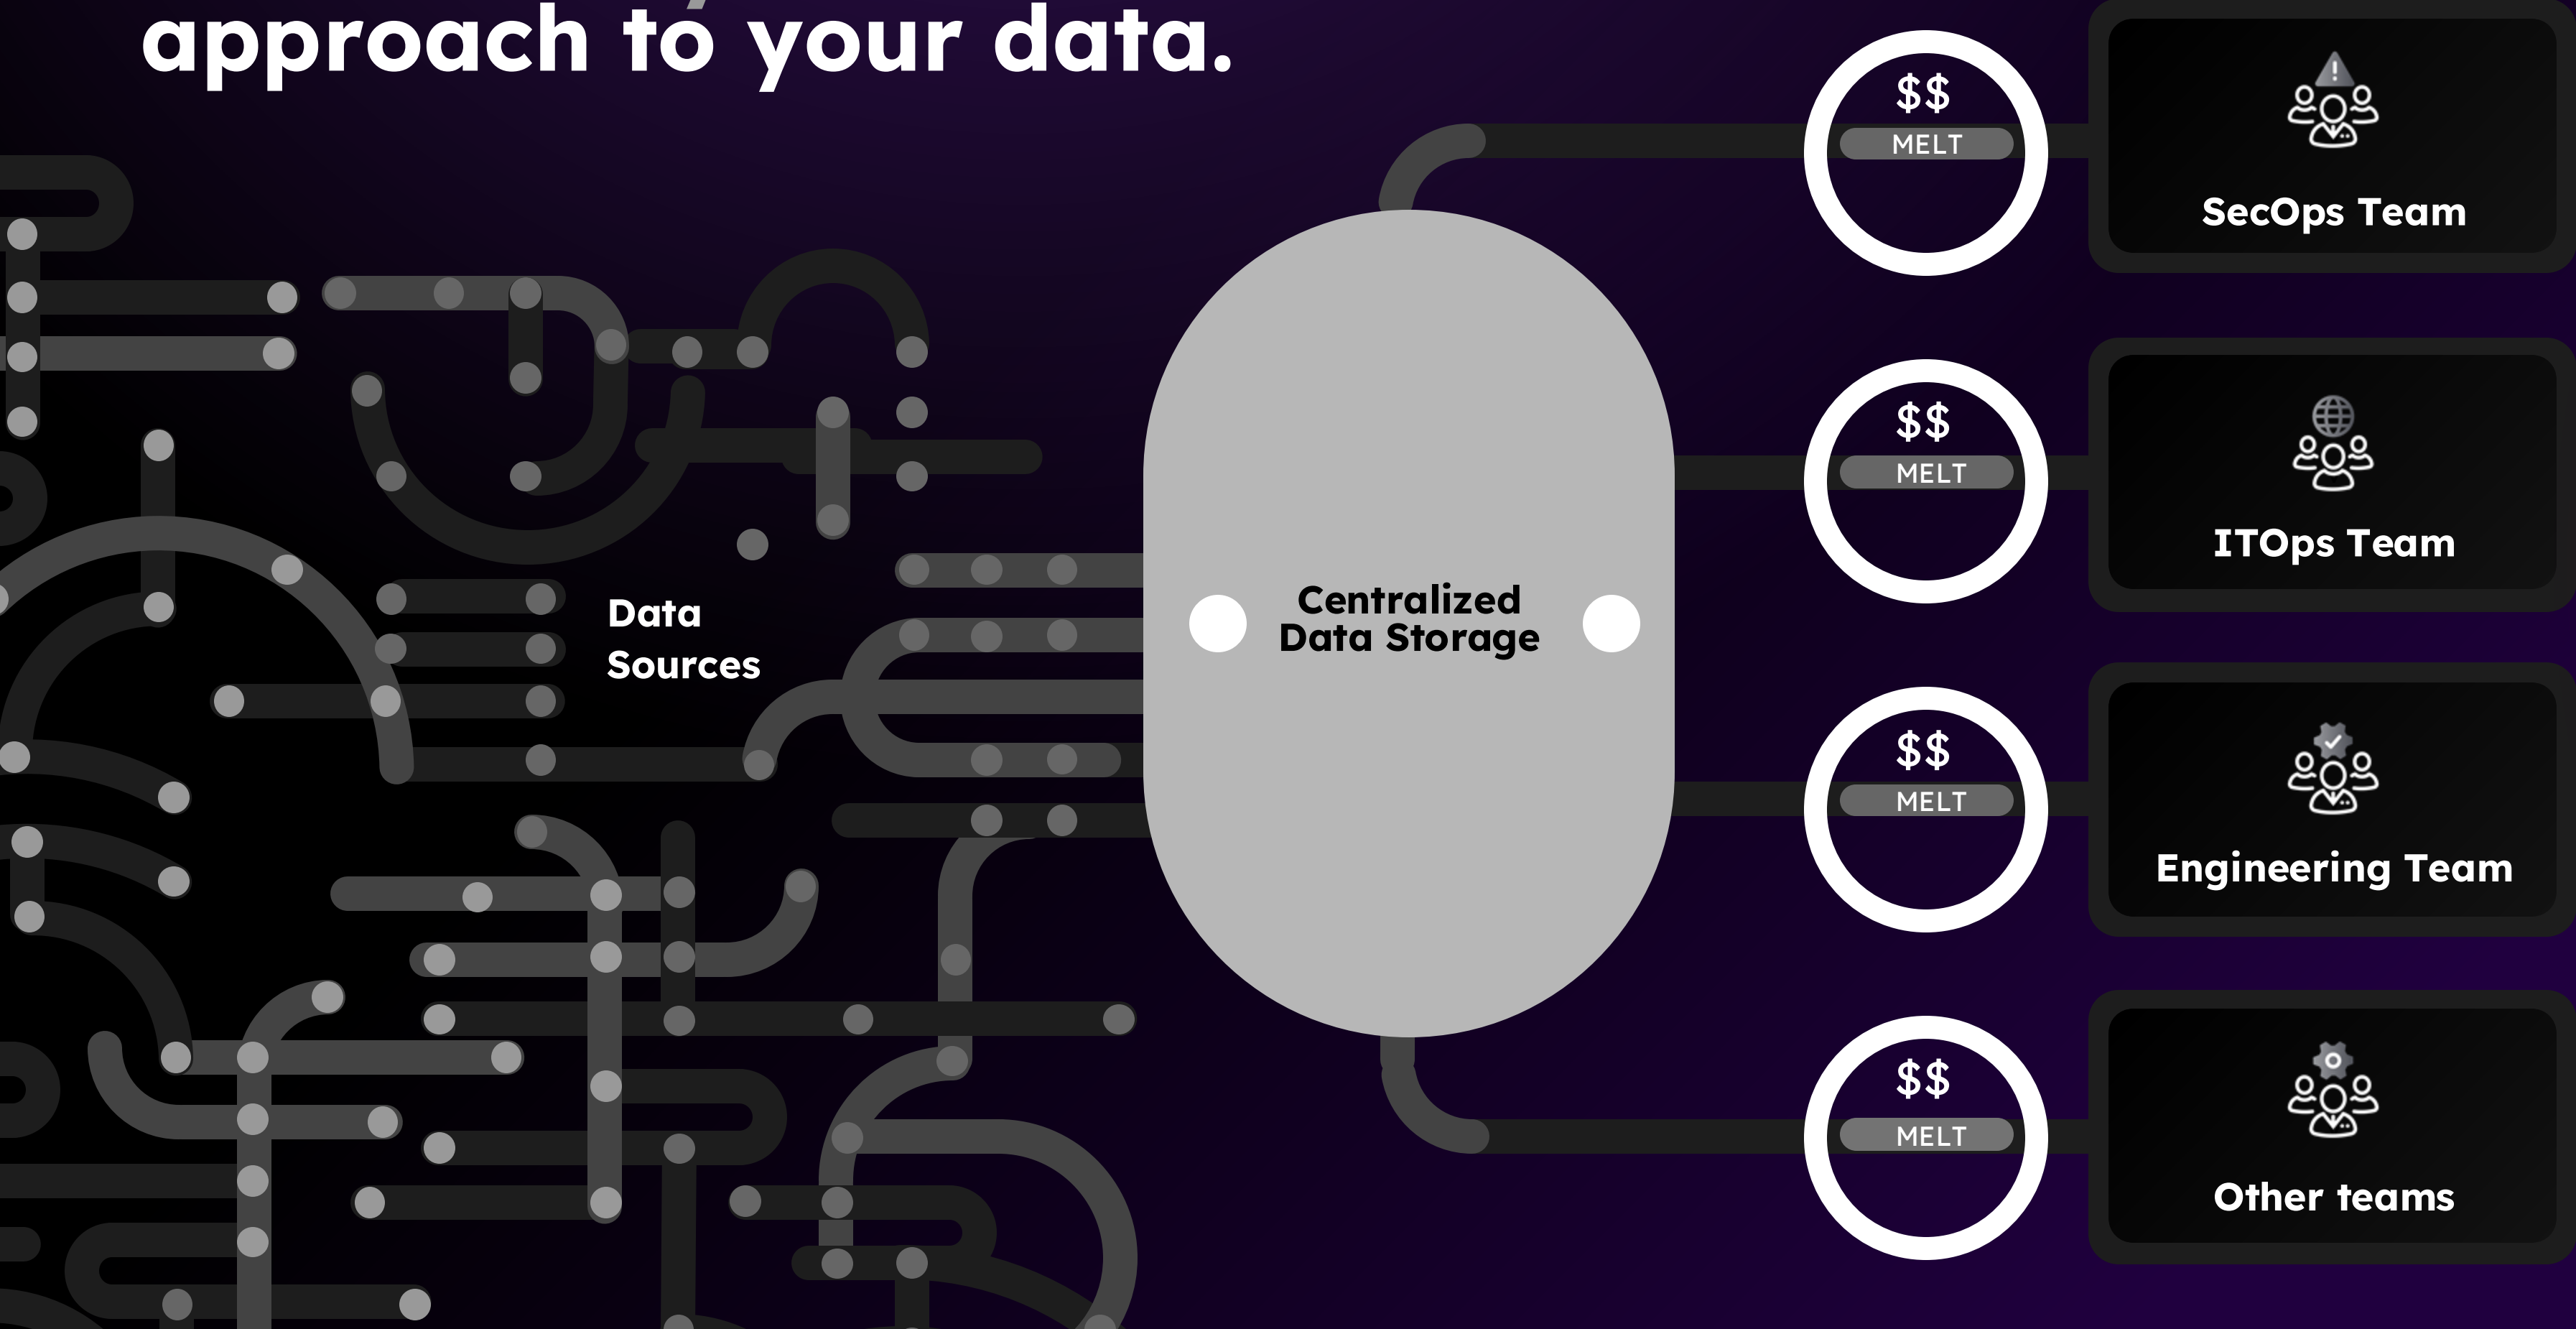 approach to your data.
$$
MELT
SecOps Team
$$
MELT
ITOps Team
Data
Sources
Centralized
Data Storage
$$
MELT
Engineering Team
$$
MELT
Other teams